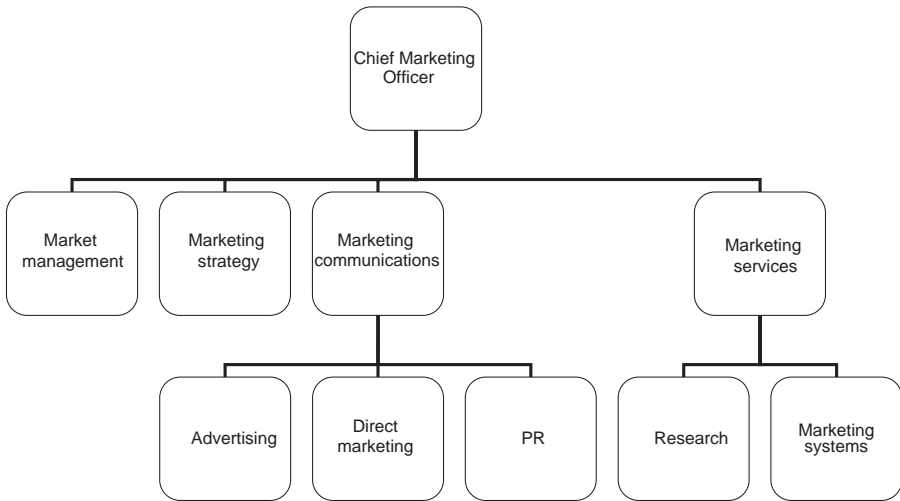 Chief Marketing
Officer
Market
management
Marketing
strategy
Marketing
communications
Marketing
services
Advertising
Direct
marketing
PR
Research
Marketing
systems